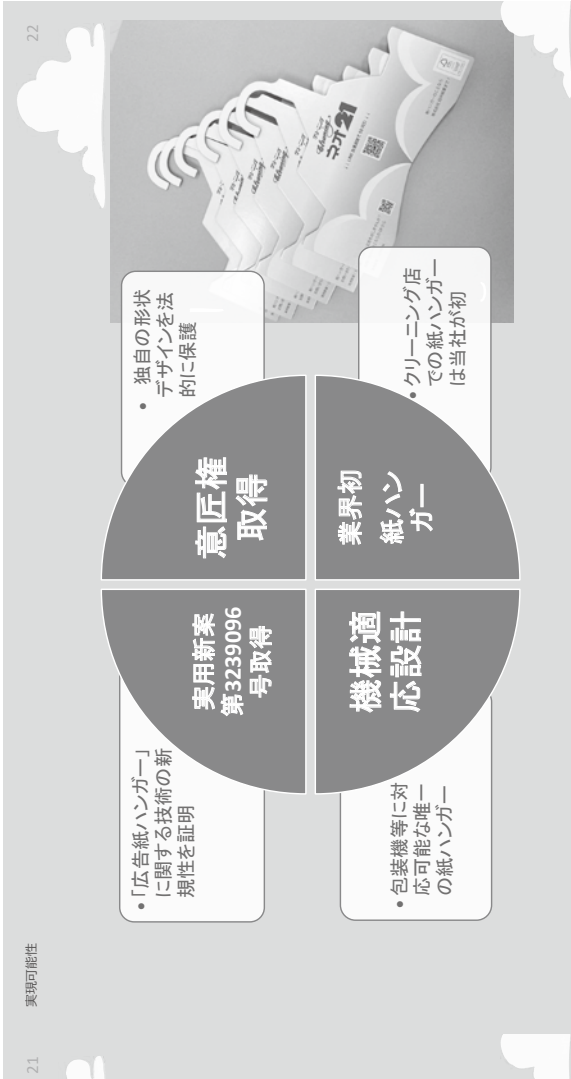 21
実現可能性
22
• 「広告紙ハンガー」
に関する技術の新
規性を証明
実用新案
第3239096
号取得
意匠権
取得
• 独自の形状
デザインを法
的に保護
• 包装機等に対
応可能な唯一
の紙ハンガー
機械適
応設計
業界初
紙ハン
ガー
• クリーニング店
での紙ハンガー
は当社が初
ネオ21